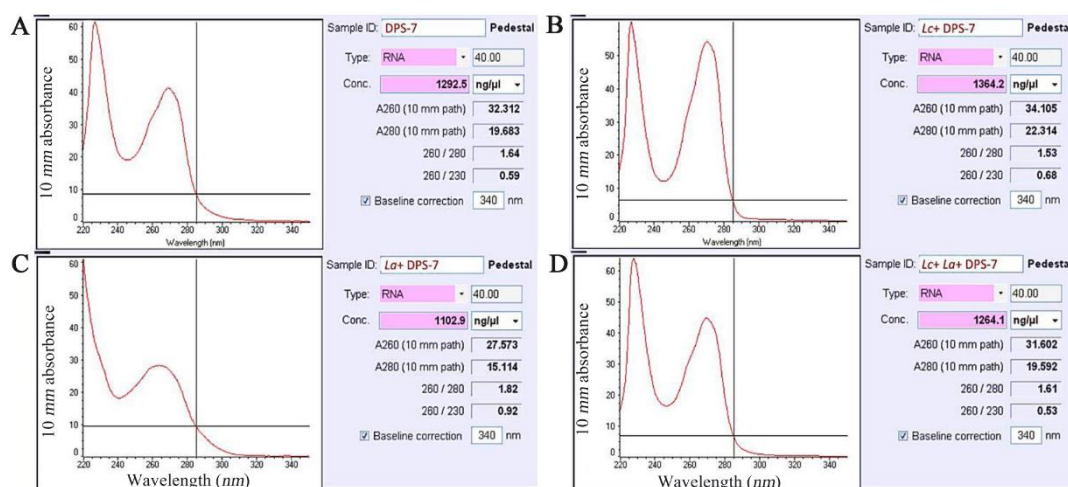 A
10 mm absorbance
60
50
40
30
20
10
0
220 240 260 280 300 320 340
Wavelength (nm)
Sample ID: DPS-7 Pedestal
Type: RNA 40.00
Conc. 1292.5 ng/µl
A260 (10 mm path) 32.312
A280 (10 mm path) 19.683
260 / 280 1.64
260 / 230 0.59
Baseline correction 340 nm
B
10 mm absorbance
50
40
30
20
10
0
220 240 260 280 300 320 340
Wavelength (nm)
Sample ID: Lc+ DPS-7 Pedestal
Type: RNA 40.00
Conc. 1364.2 ng/µl
A260 (10 mm path) 34.105
A280 (10 mm path) 22.314
260 / 280 1.53
260 / 230 0.68
Baseline correction 340 nm
C
10 mm absorbance
60
50
40
30
20
10
0
220 240 260 280 300 320 340
Wavelength (nm)
Sample ID: La+ DPS-7 Pedestal
Type: RNA 40.00
Conc. 1102.9 ng/µl
A260 (10 mm path) 27.573
A280 (10 mm path) 15.114
260 / 280 1.82
260 / 230 0.92
Baseline correction 340 nm
D
10 mm absorbance
60
50
40
30
20
10
0
220 240 260 280 300 320 340
Wavelength (nm)
Sample ID: Lc+ La+ DPS-7 Pedestal
Type: RNA 40.00
Conc. 1264.1 ng/µl
A260 (10 mm path) 31.602
A280 (10 mm path) 19.592
260 / 280 1.61
260 / 230 0.53
Baseline correction 340 nm